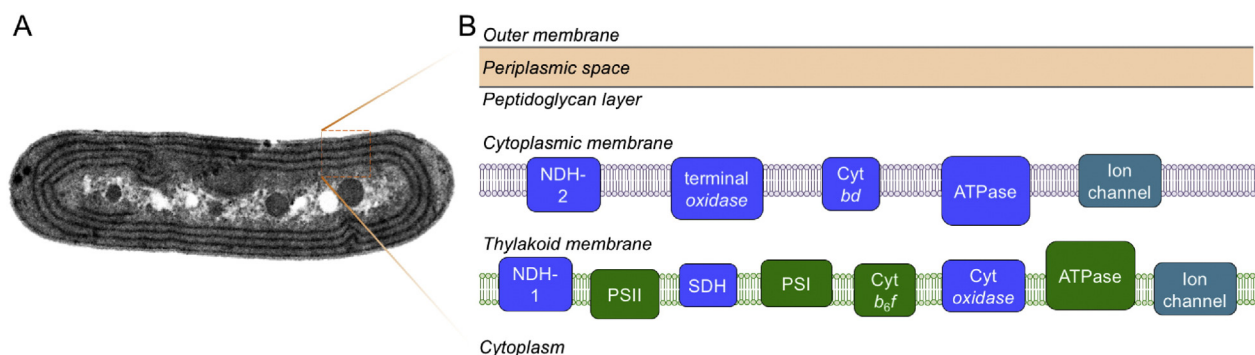 A
B
Outer membrane
Periplasmic space
Peptidoglycan layer
Cytoplasmic membrane
NDH-
2
terminal
oxidase
Cyt
bd
ATPase
Ion
channel
Thylakoid membrane
NDH-
1
PSII
SDH
PSI
Cyt
b₆f
Cyt
oxidase
ATPase
Ion
channel
Cytoplasm